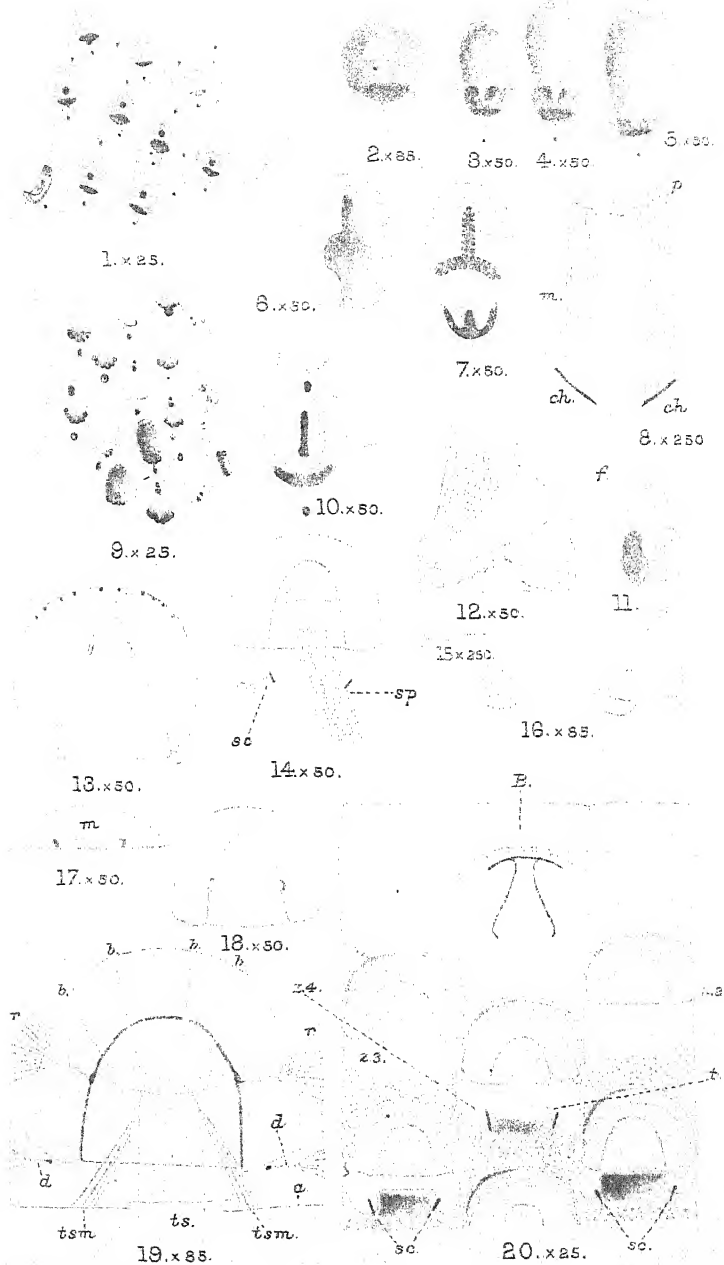 1.×25.
2.×85.
3.×50.
4.×50.
5.×50.
6.×50.
7.×50.
p
m.
ch.
ch
8.×250
9.×25.
10.×50.
f
12.×50.
11.
13.×50.
sc
sp
14.×50.
15×250.
16.×85.
m
17.×50.
18.×50.
B.
b.
b.
b.
b
r
r
d
d
a
tsm
ts.
tsm.
19.×85.
z.4.
z3.
t.
sc.
sc.
20.×25.